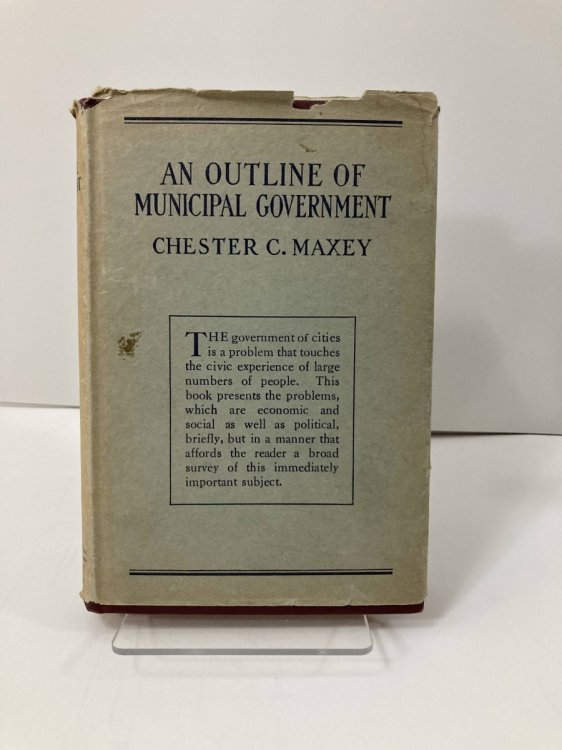 AN OUTLINE OF
MUNICIPAL GOVERNMENT
CHESTER C. MAXEY
THE government of cities
is a problem that touches
the civic experience of large
numbers of people. This
book presents the problems,
which are economic and
social as well as political,
briefly, but in a manner that
affords the reader a broad
survey of this immediately
important subject.